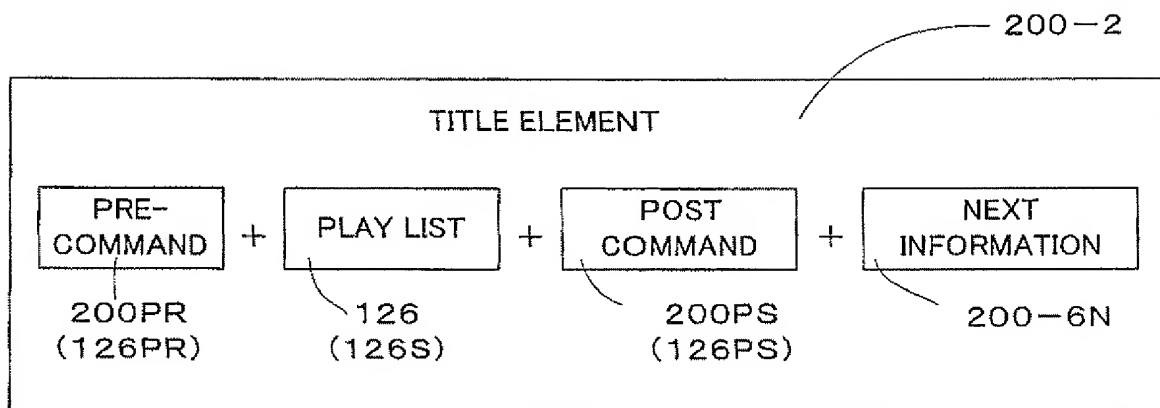 200-2
TITLE ELEMENT
PRE-
COMMAND
+
PLAY LIST
+
POST
COMMAND
+
NEXT
INFORMATION
200PR
(126PR)
126
(126S)
200PS
(126PS)
200-6N